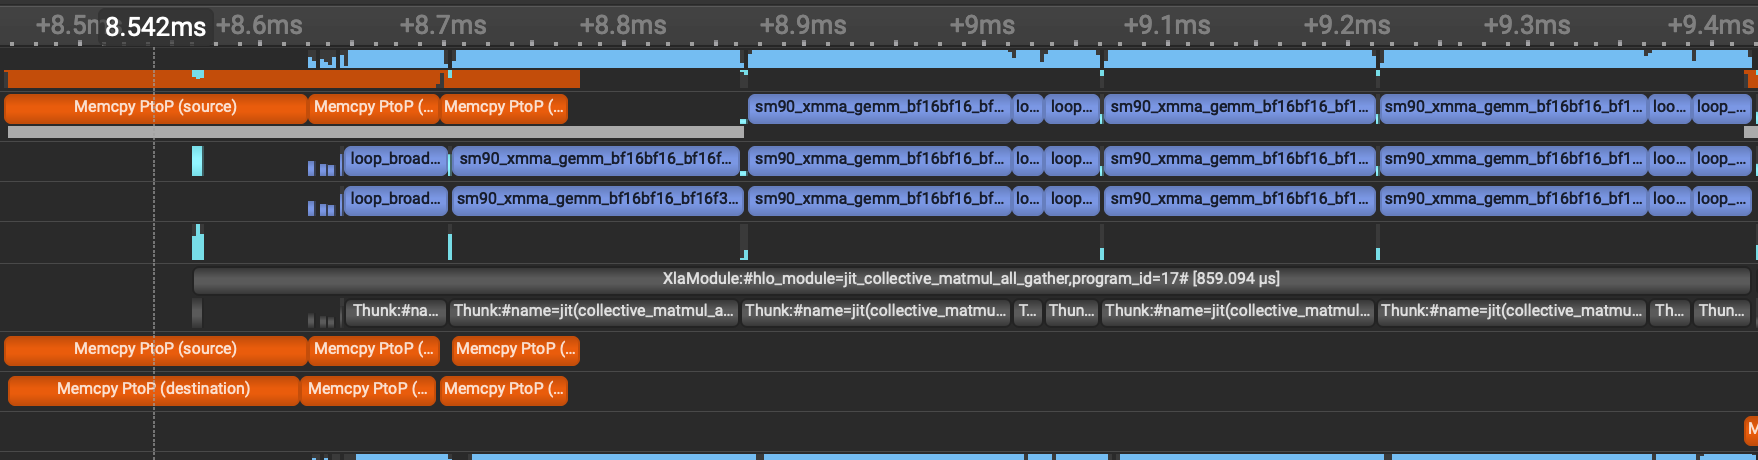 +8.5m 8.542ms +8.6ms +8.7ms +8.8ms +8.9ms +9ms +9.1ms +9.2ms +9.3ms +9.4ms
Memcpy PtoP (source) Memcpy PtoP (... Memcpy PtoP (... sm90_xmma_gemm_bf16bf16_bf... lo... loop... sm90_xmma_gemm_bf16bf16_bf1... sm90_xmma_gemm_bf16bf16_bf1... loo... loop_...
loop_broad... sm90_xmma_gemm_bf16bf16_bf16f... sm90_xmma_gemm_bf16bf16_bf... lo... loop... sm90_xmma_gemm_bf16bf16_bf1... sm90_xmma_gemm_bf16bf16_bf1... loo... loop_...
loop_broad... sm90_xmma_gemm_bf16bf16_bf16f3... sm90_xmma_gemm_bf16bf16_bf... lo... loop... sm90_xmma_gemm_bf16bf16_bf1... sm90_xmma_gemm_bf16bf16_bf1... loo... loop_...
XlaModule:#hlo_module=jit_collective_matmul_all_gather,program_id=17# [859.094 µs]
Thunk:#na... Thunk:#name=jit(collective_matmul_a... Thunk:#name=jit(collective_matmu... T... Thun... Thunk:#name=jit(collective_matmul... Thunk:#name=jit(collective_matmu... Th... Thun...
Memcpy PtoP (source) Memcpy PtoP (... Memcpy PtoP (...
Memcpy PtoP (destination) Memcpy PtoP (... Memcpy PtoP (...
M